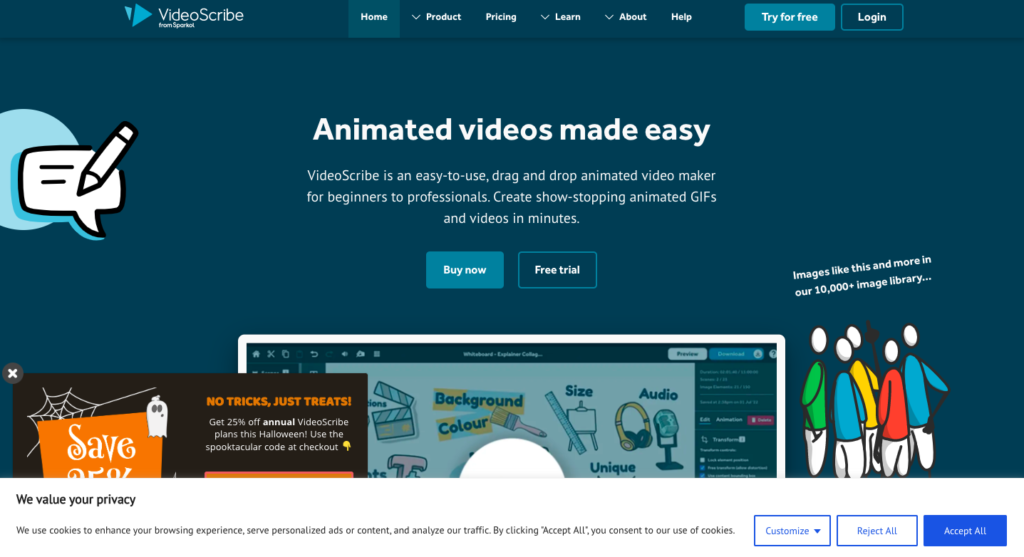 VideoScribe
from Sparkol
Home
Product
Pricing
Learn
About
Help
Try for free
Login
Animated videos made easy
VideoScribe is an easy-to-use, drag and drop animated video maker
for beginners to professionals. Create show-stopping animated GIFs
and videos in minutes.
Buy now
Free trial
Images like this and more in
our 10,000+ image library...
Whiteboard - Explainer Colleg...
Preview
Download
Background
Colour
Size
Audio
Unique
Edit
Animation
Delete
Transform
Transform controls:
Lock element position
NO TRICKS, JUST TREATS!
Get 25% off annual VideoScribe
plans this Halloween! Use the
spooktacular code at checkout 👇
Save
25%
We value your privacy
We use cookies to enhance your browsing experience, serve personalized ads or content, and analyze our traffic. By clicking "Accept All", you consent to our use of cookies.
Customize
Reject All
Accept All